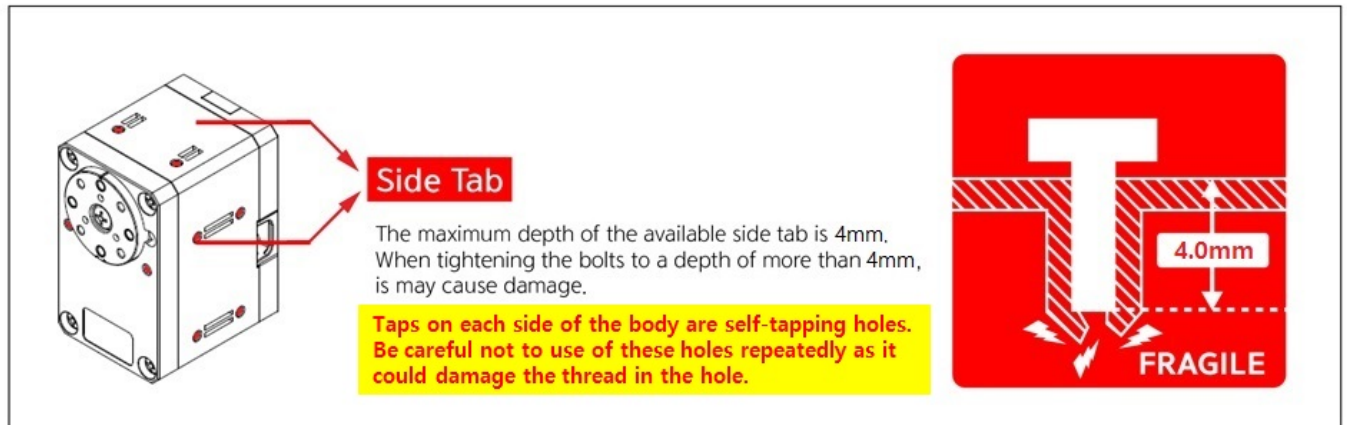 Side Tab
The maximum depth of the available side tab is 4mm.
When tightening the bolts to a depth of more than 4mm,
is may cause damage.
Taps on each side of the body are self-tapping holes.
Be careful not to use of these holes repeatedly as it
could damage the thread in the hole.
4.0mm
FRAGILE